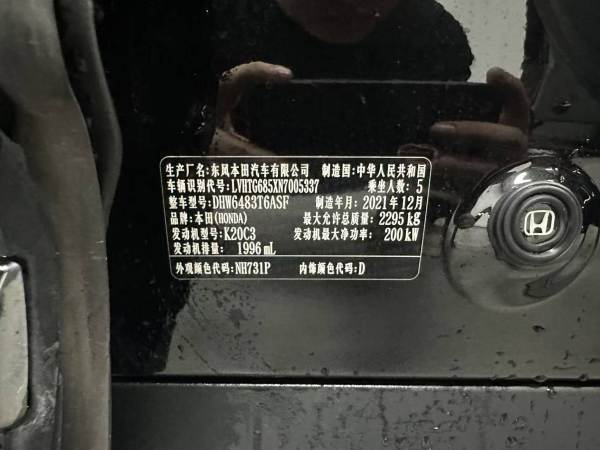 生产厂名:东风本田汽车有限公司 制造国:中华人民共和国
车辆识别代号:LVHTG685XN7005337 乘坐人数:5
整车型号:DHW6483T6ASF 制造年月:2021年12月
品牌:本田(HONDA) 最大允许总质量:2295kg
发动机型号:K20C3 发动机最大净功率:200kW
发动机排量:1996mL
外观颜色代码:NH731P 内饰颜色代码:D